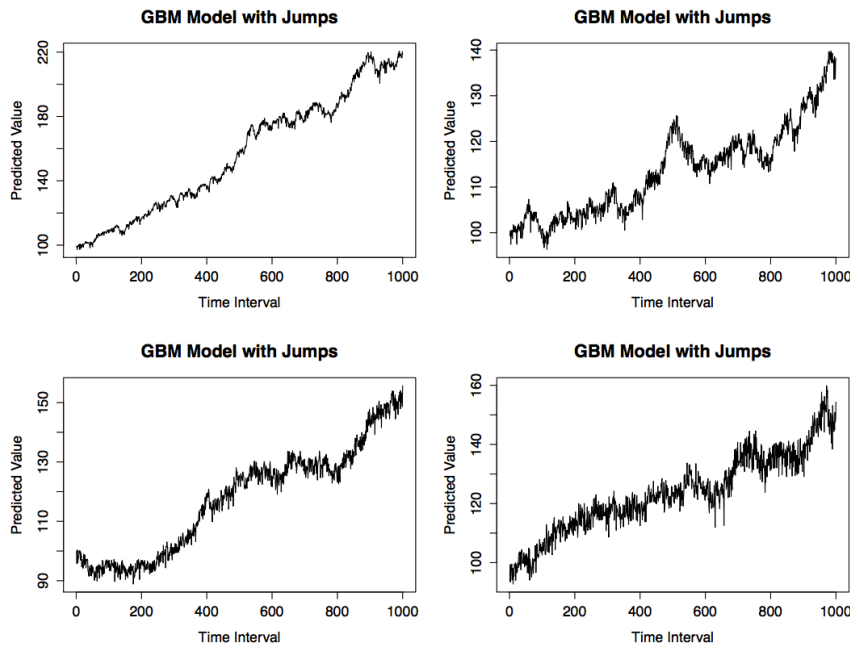 GBM Model with Jumps
Predicted Value
220
180
140
100
0 200 400 600 800 1000
Time Interval
GBM Model with Jumps
Predicted Value
140
130
120
110
100
0 200 400 600 800 1000
Time Interval
GBM Model with Jumps
Predicted Value
150
130
110
90
0 200 400 600 800 1000
Time Interval
GBM Model with Jumps
Predicted Value
160
140
120
100
0 200 400 600 800 1000
Time Interval